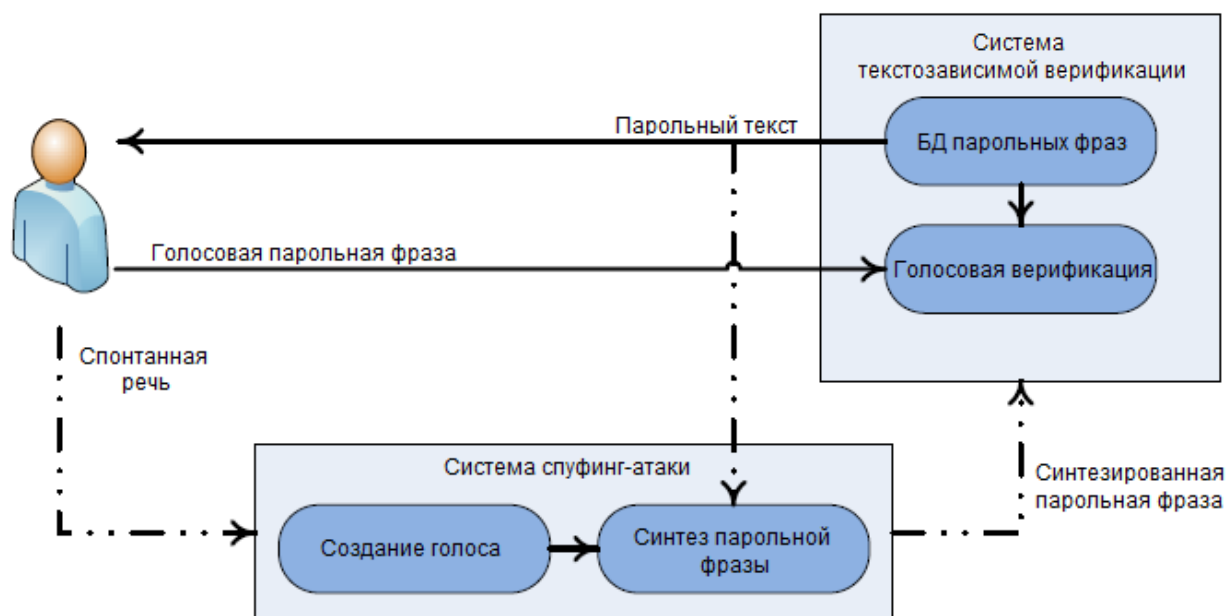 Система
текстозависимой верификации
Парольный текст
БД парольных фраз
Голосовая парольная фраза
Голосовая верификация
Спонтанная
речь
Система спуфинг-атаки
Синтезированная
парольная фраза
Создание голоса
Синтез парольной
фразы